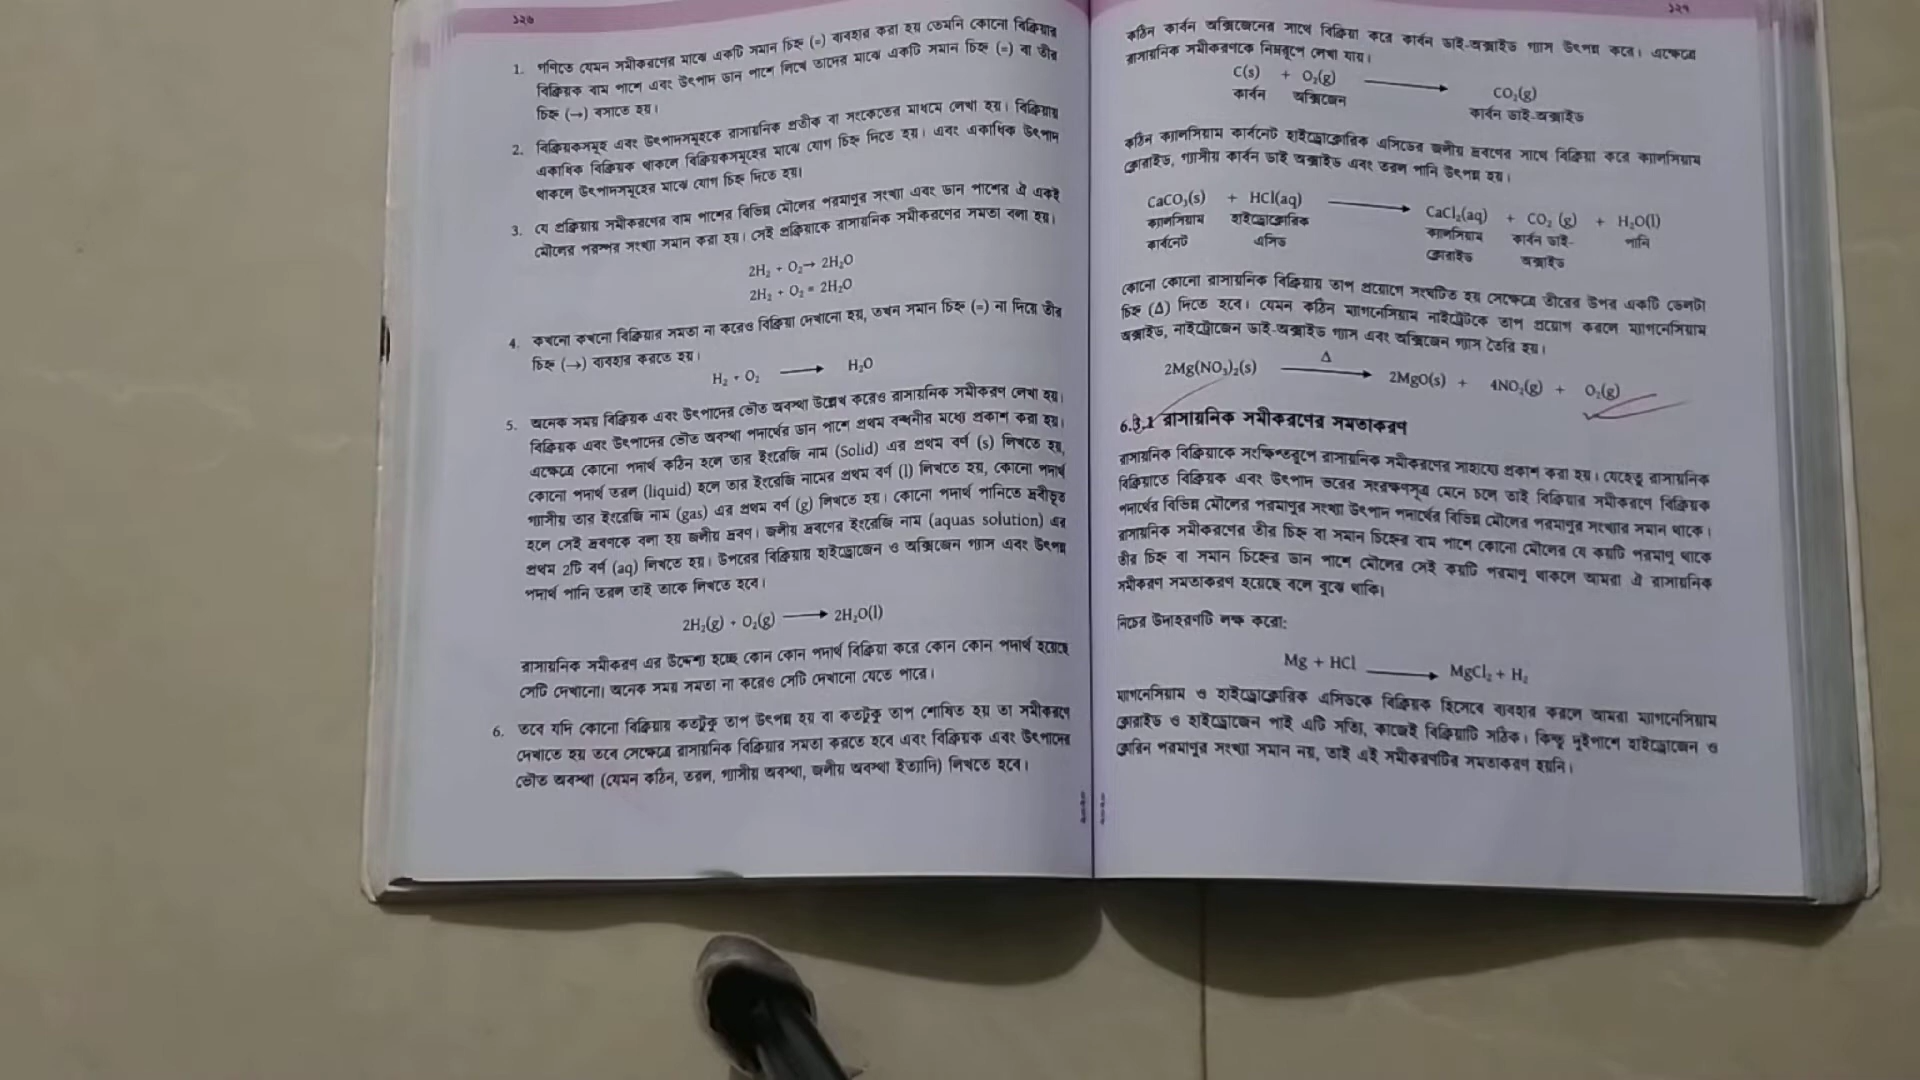 ১২৬
1. গণিতে যেমন সমীকরণের মাঝে একটি সমান চিহ্ন (=) ব্যবহার করা হয় তেমনি কোনো বিক্রিয়ার
বিক্রিয়ক বাম পাশে এবং উৎপাদ ডান পাশে লিখে তাদের মাঝে একটি সমান চিহ্ন (=) বা তীর
চিহ্ন (→) বসাতে হয়।
2. বিক্রিয়কসমূহ এবং উৎপাদসমূহকে রাসায়নিক প্রতীক বা সংকেতের মাধ্যমে লেখা হয়। বিক্রিয়ায়
একাধিক বিক্রিয়ক থাকলে বিক্রিয়কসমূহের মাঝে যোগ চিহ্ন দিতে হয়। এবং একাধিক উৎপাদ
থাকলে উৎপাদসমূহের মাঝে যোগ চিহ্ন দিতে হয়।
3. যে প্রক্রিয়ায় সমীকরণের বাম পাশের বিভিন্ন মৌলের পরমাণুর সংখ্যা এবং ডান পাশের ঐ একই
মৌলের পরস্পর সংখ্যা সমান করা হয়। সেই প্রক্রিয়াকে রাসায়নিক সমীকরণের সমতা বলা হয়।
2H₂ + O₂→ 2H₂O
2H₂ + O₂ = 2H₂O
4. কখনো কখনো বিক্রিয়ার সমতা না করেও বিক্রিয়া দেখানো হয়, তখন সমান চিহ্ন (=) না দিয়ে তীর
চিহ্ন (→) ব্যবহার করতে হয়।
H₂ + O₂ ⟶ H₂O
5. অনেক সময় বিক্রিয়ক এবং উৎপাদের ভৌত অবস্থা উল্লেখ করেও রাসায়নিক সমীকরণ লেখা হয়।
বিক্রিয়ক এবং উৎপাদের ভৌত অবস্থা পদার্থের ডান পাশে প্রথম বন্ধনীর মধ্যে প্রকাশ করা হয়।
এক্ষেত্রে কোনো পদার্থ কঠিন হলে তার ইংরেজি নাম (Solid) এর প্রথম বর্ণ (s) লিখতে হয়,
কোনো পদার্থ তরল (liquid) হলে তার ইংরেজি নামের প্রথম বর্ণ (l) লিখতে হয়, কোনো পদার্থ
গ্যাসীয় তার ইংরেজি নাম (gas) এর প্রথম বর্ণ (g) লিখতে হয়। কোনো পদার্থ পানিতে দ্রবীভূত
হলে সেই দ্রবণকে বলা হয় জলীয় দ্রবণ। জলীয় দ্রবণের ইংরেজি নাম (aquas solution) এর
প্রথম 2টি বর্ণ (aq) লিখতে হয়। উপরের বিক্রিয়ায় হাইড্রোজেন ও অক্সিজেন গ্যাস এবং উৎপন্ন
পদার্থ পানি তরল তাই তাকে লিখতে হবে।
2H₂(g) + O₂(g) ⟶ 2H₂O(l)
রাসায়নিক সমীকরণ এর উদ্দেশ্য হচ্ছে কোন কোন পদার্থ বিক্রিয়া করে কোন কোন পদার্থ হয়েছে
সেটি দেখানো। অনেক সময় সমতা না করেও সেটি দেখানো যেতে পারে।
6. তবে যদি কোনো বিক্রিয়ায় কতটুকু তাপ উৎপন্ন হয় বা কতটুকু তাপ শোষিত হয় তা সমীকরণে
দেখাতে হয় তবে সেক্ষেত্রে রাসায়নিক বিক্রিয়ার সমতা করতে হবে এবং বিক্রিয়ক এবং উৎপাদের
ভৌত অবস্থা (যেমন কঠিন, তরল, গ্যাসীয় অবস্থা, জলীয় অবস্থা ইত্যাদি) লিখতে হবে।
১২৭
কঠিন কার্বন অক্সিজেনের সাথে বিক্রিয়া করে কার্বন ডাই-অক্সাইড গ্যাস উৎপন্ন করে। এক্ষেত্রে
রাসায়নিক সমীকরণকে নিম্নরূপে লেখা যায়।
C(s) + O₂(g) ⟶ CO₂(g)
কার্বন অক্সিজেন কার্বন ডাই-অক্সাইড
কঠিন ক্যালসিয়াম কার্বনেট হাইড্রোক্লোরিক এসিডের জলীয় দ্রবণের সাথে বিক্রিয়া করে ক্যালসিয়াম
ক্লোরাইড, গ্যাসীয় কার্বন ডাই অক্সাইড এবং তরল পানি উৎপন্ন হয়।
CaCO₃(s) + HCl(aq) ⟶ CaCl₂(aq) + CO₂ (g) + H₂O(l)
ক্যালসিয়াম হাইড্রোক্লোরিক ক্যালসিয়াম কার্বন ডাই- পানি
কার্বনেট এসিড ক্লোরাইড অক্সাইড
কোনো কোনো রাসায়নিক বিক্রিয়ায় তাপ প্রয়োগে সংঘটিত হয় সেক্ষেত্রে তীরের উপর একটি ডেলটা
চিহ্ন (Δ) দিতে হবে। যেমন কঠিন ম্যাগনেসিয়াম নাইট্রেটকে তাপ প্রয়োগ করলে ম্যাগনেসিয়াম
অক্সাইড, নাইট্রোজেন ডাই-অক্সাইড গ্যাস এবং অক্সিজেন গ্যাস তৈরি হয়।
Δ
2Mg(NO₃)₂(s) ⟶ 2MgO(s) + 4NO₂(g) + O₂(g)
6.3.1 রাসায়নিক সমীকরণের সমতাকরণ
রাসায়নিক বিক্রিয়াকে সংক্ষিপ্তরূপে রাসায়নিক সমীকরণের সাহায্যে প্রকাশ করা হয়। যেহেতু রাসায়নিক
বিক্রিয়াতে বিক্রিয়ক এবং উৎপাদ ভরের সংরক্ষণসূত্র মেনে চলে তাই বিক্রিয়ার সমীকরণে বিক্রিয়ক
পদার্থের বিভিন্ন মৌলের পরমাণুর সংখ্যা উৎপাদ পদার্থের বিভিন্ন মৌলের পরমাণুর সংখ্যার সমান থাকে।
রাসায়নিক সমীকরণের তীর চিহ্ন বা সমান চিহ্নের বাম পাশে কোনো মৌলের যে কয়টি পরমাণু থাকে
তীর চিহ্ন বা সমান চিহ্নের ডান পাশে মৌলের সেই কয়টি পরমাণু থাকলে আমরা ঐ রাসায়নিক
সমীকরণ সমতাকরণ হয়েছে বলে বুঝে থাকি।
নিচের উদাহরণটি লক্ষ করো:
Mg + HCl ⟶ MgCl₂ + H₂
ম্যাগনেসিয়াম ও হাইড্রোক্লোরিক এসিডকে বিক্রিয়ক হিসেবে ব্যবহার করলে আমরা ম্যাগনেসিয়াম
ক্লোরাইড ও হাইড্রোজেন পাই এটি সত্যি, কাজেই বিক্রিয়াটি সঠিক। কিন্তু দুইপাশে হাইড্রোজেন ও
ক্লোরিন পরমাণুর সংখ্যা সমান নয়, তাই এই সমীকরণটির সমতাকরণ হয়নি।